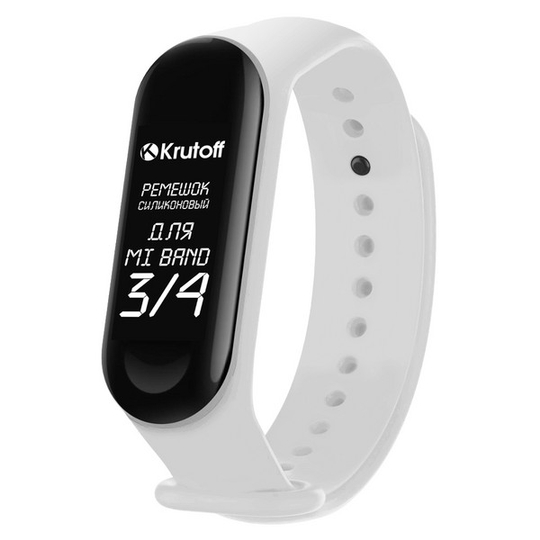 Krutoff
РЕМЕШОК
СИЛИКОНОВЫЙ
ДЛЯ
MI BAND
3/4